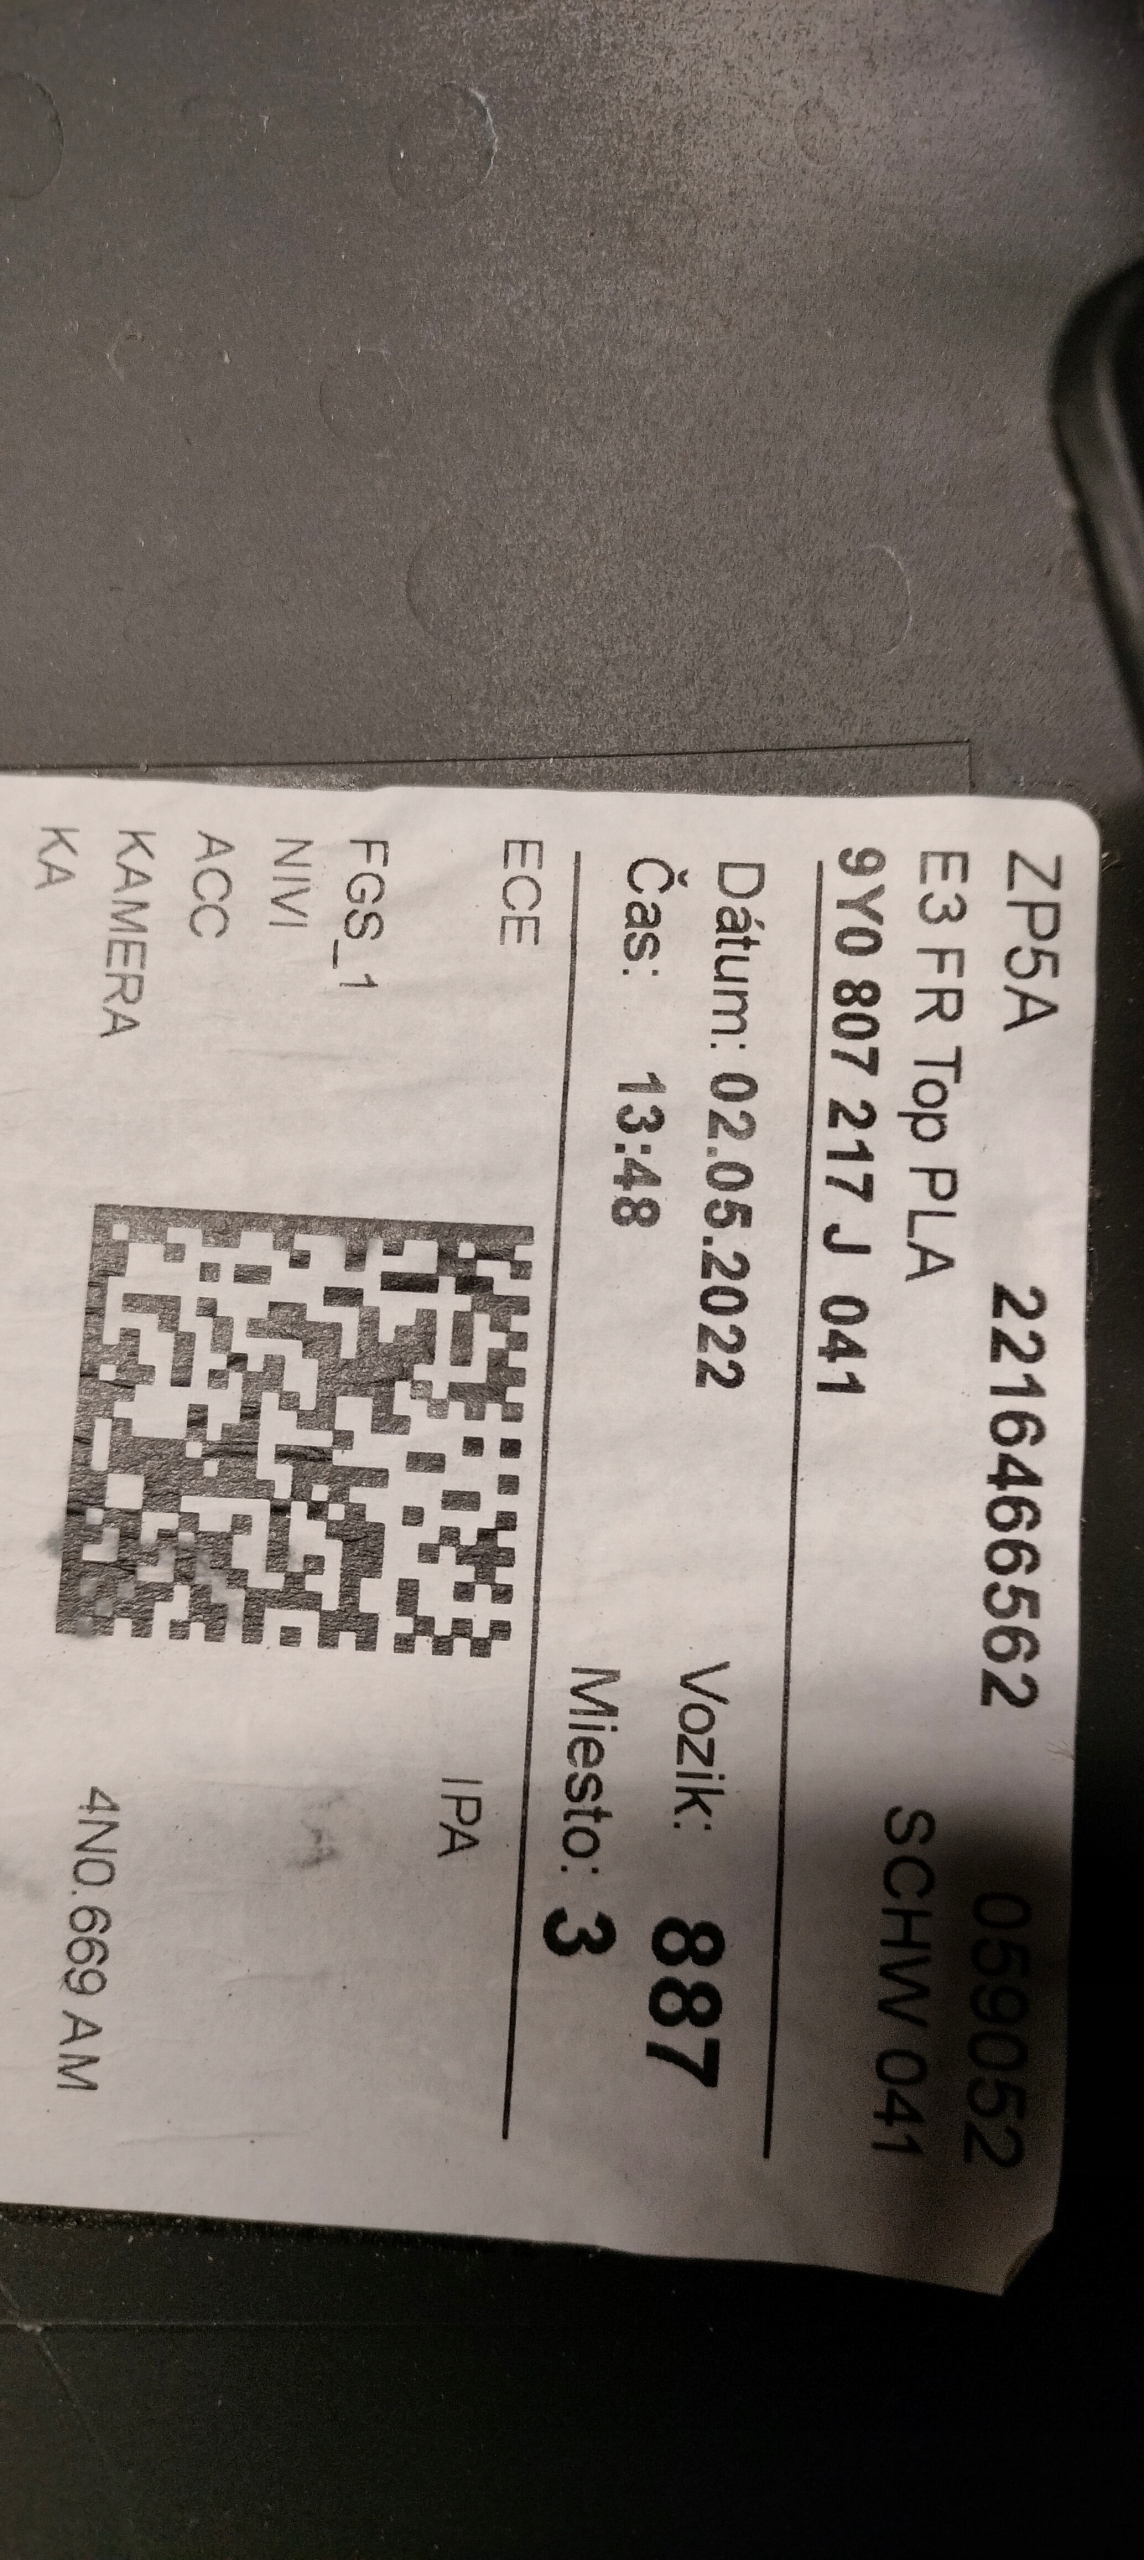 ZP5A 22164666562 059052
E3 FR Top PLA SCHW 041
9Y0 807 217 J 041
Dátum: 02.05.2022 Vozik: 887
Čas: 13:48 Miesto: 3
ECE
IPA
FGS_1
NIVI
ACC
KAMERA 4N0.669 AM
KA